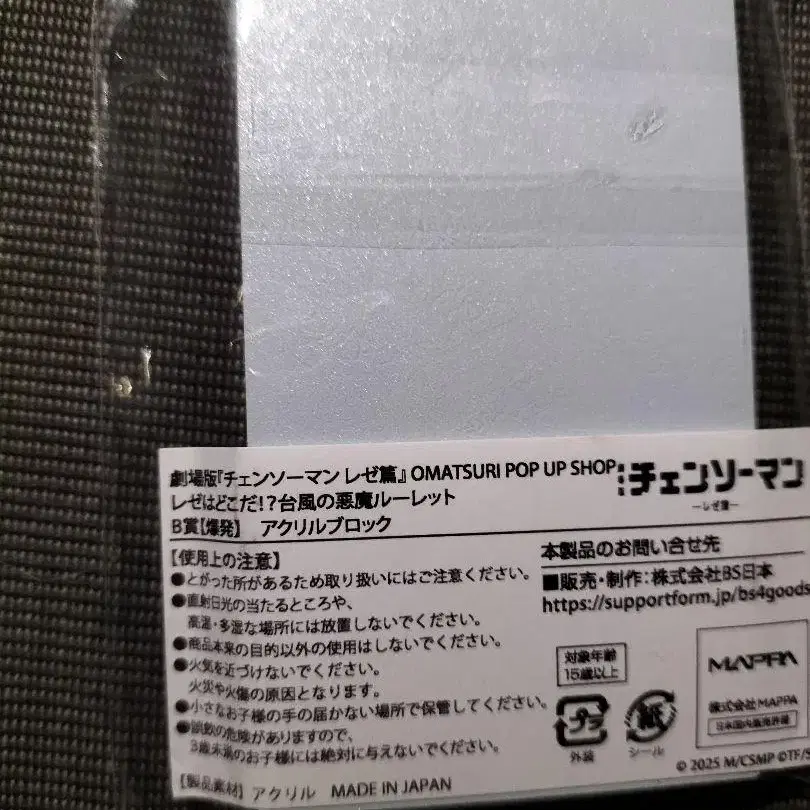 劇場版『チェンソーマン レゼ篇』 OMATSURI POP UP SHOP
レゼはどこだ!?台風の悪魔ルーレット
B賞【爆発】 アクリルブロック
劇場版チェンソーマン
ーレゼ篇ー
【使用上の注意】
●とがった所があるため取り扱いにはご注意ください。
●直射日光の当たるところや、
高温・多湿な場所には放置しないでください。
●商品本来の目的以外の使用はしないでください。
●火気を近づけないでください。
火災や火傷の原因となります。
●小さなお子様の手の届かない場所で保管してください。
●誤飲の危険がありますので、
3歳未満のお子様には絶対に与えないでください。
【製品素材】 アクリル MADE IN JAPAN
本製品のお問い合せ先
■販売・制作:株式会社BS日本
https://supportform.jp/bs4goods
対象年齢
15歳以上
プラ
外装
紙
シール
MAPPA
株式会社MAPPA
日本国内販売許諾
© 2025 M/CSMP ©TF/S